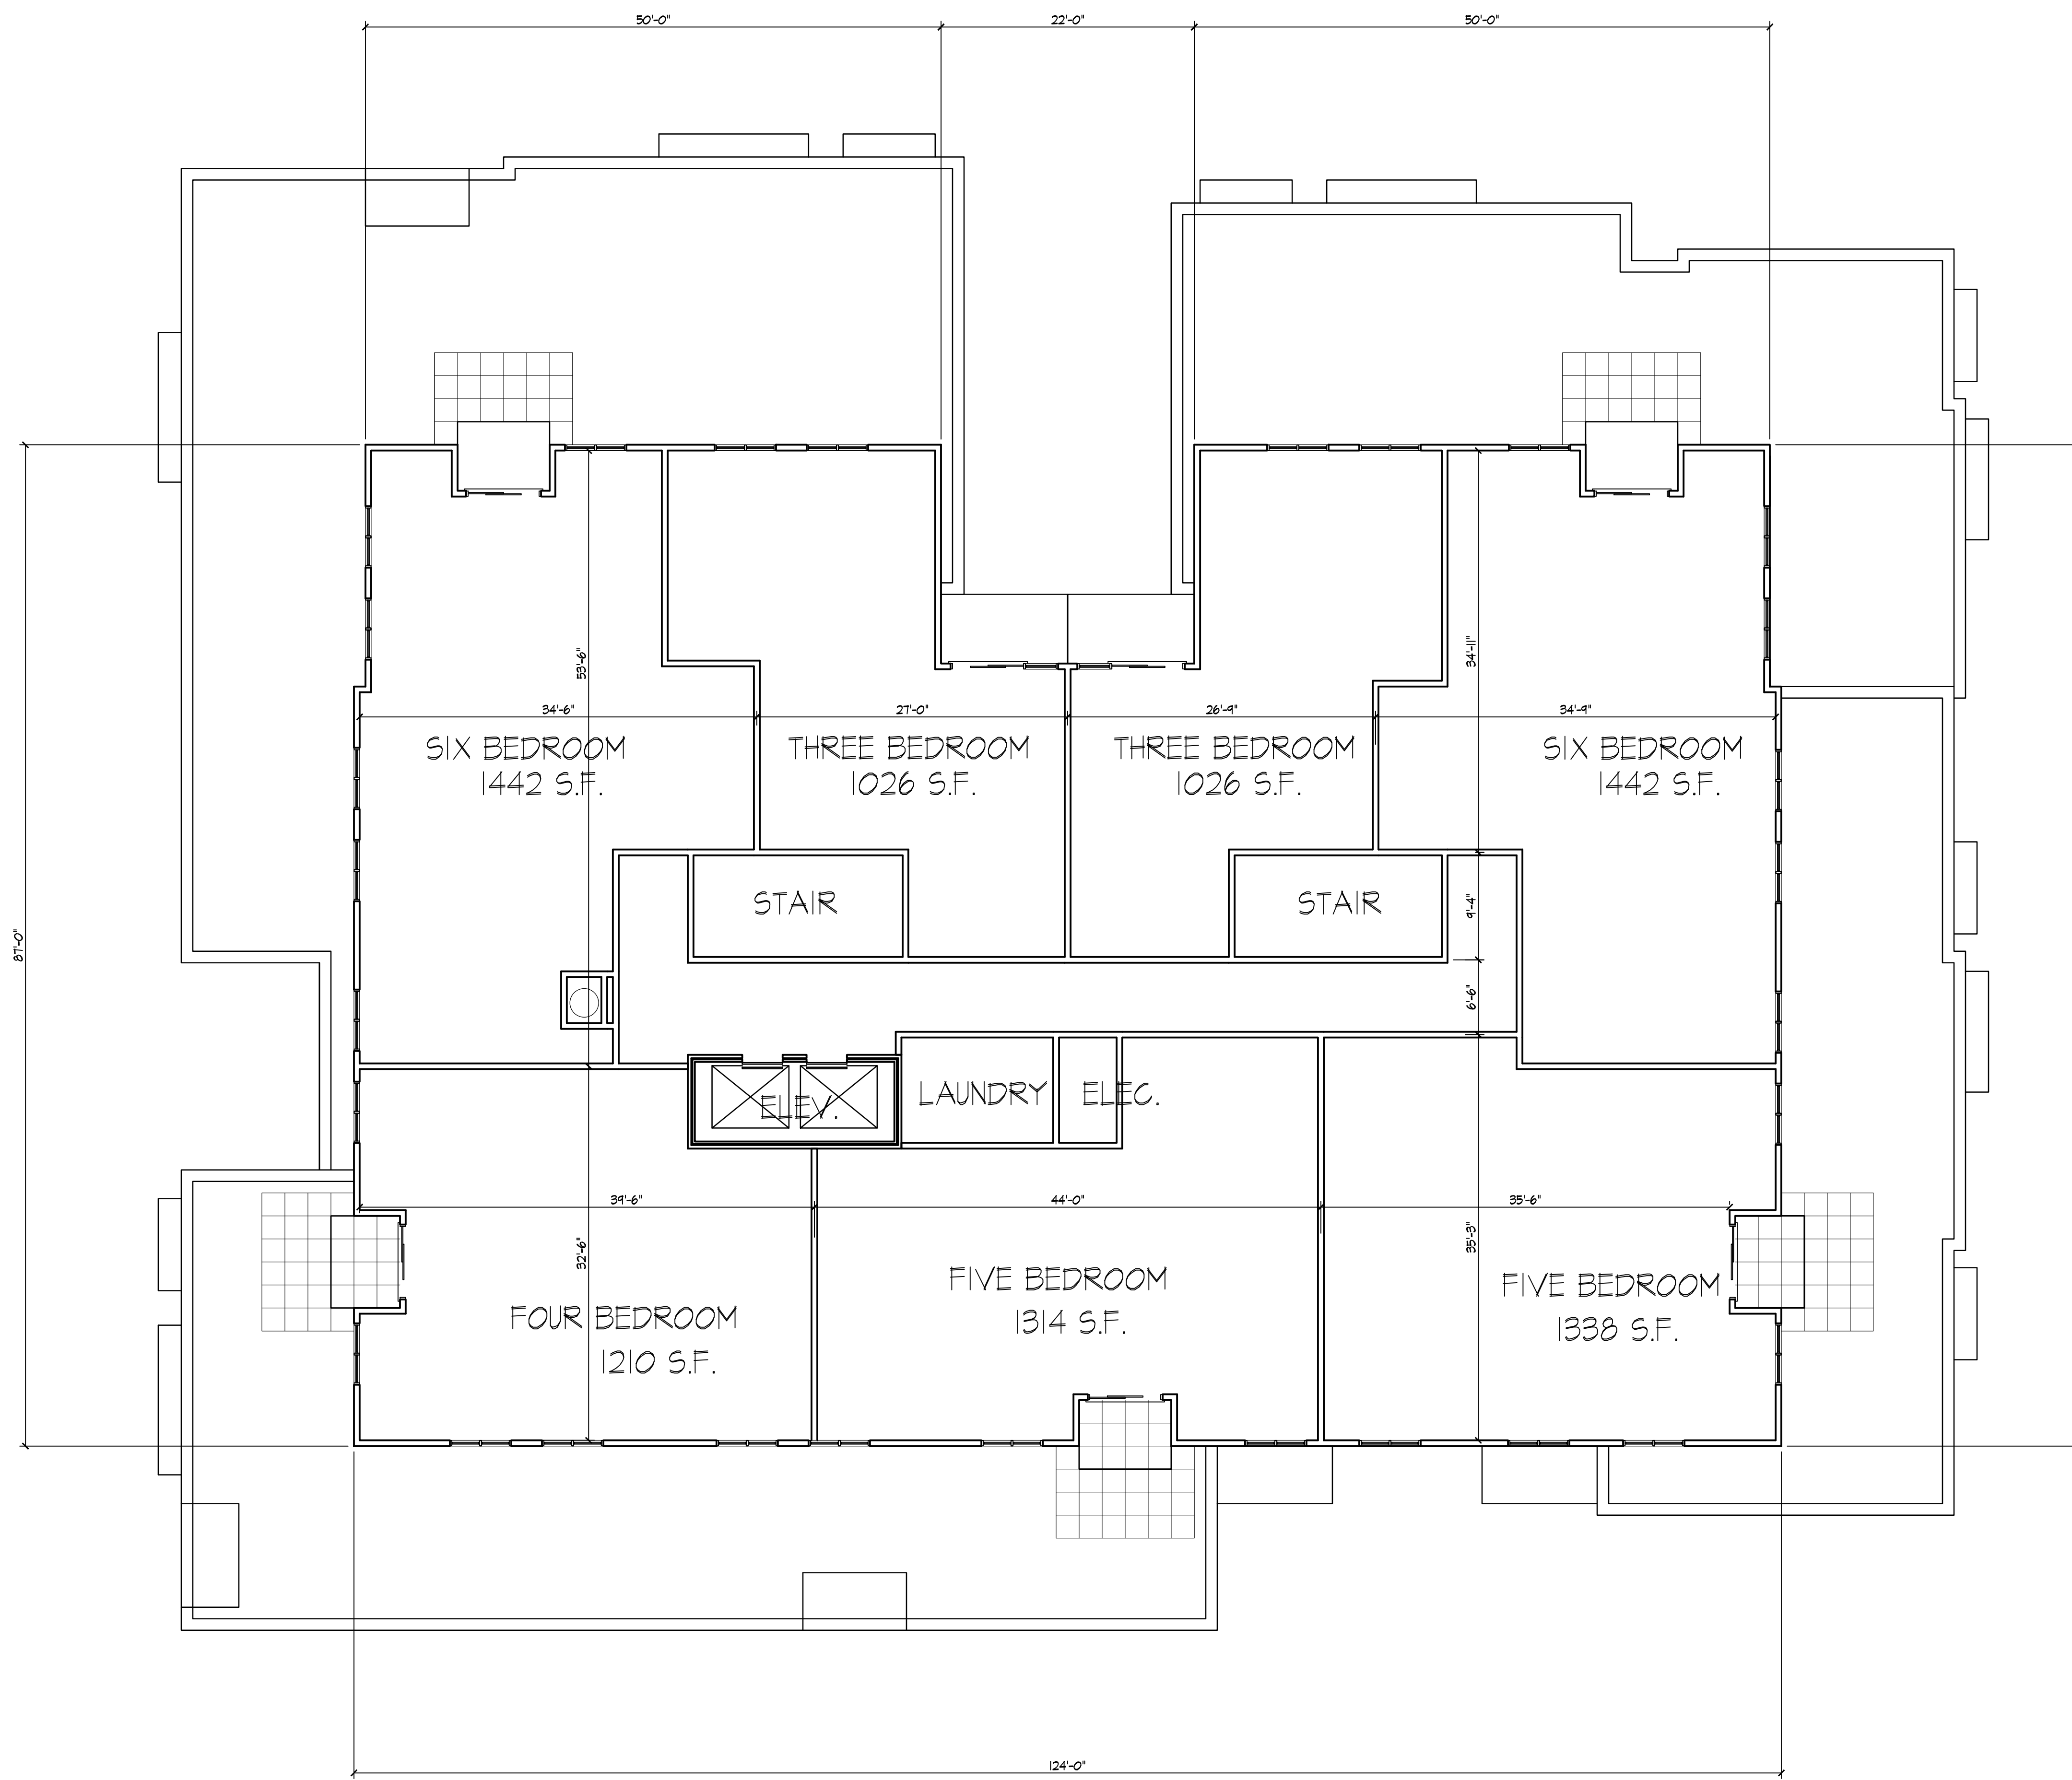 50'-0" 22'-0" 50'-0"
53'-6"
34'-11"
34'-6" 27'-0" 26'-9" 34'-9"
SIX BEDROOM
1442 S.F.
THREE BEDROOM
1026 S.F.
THREE BEDROOM
1026 S.F.
SIX BEDROOM
1442 S.F.
STAIR
STAIR
9'-4"
87'-0"
6'-6"
ELEV.
LAUNDRY
ELEC.
39'-6" 44'-0" 35'-6"
32'-6"
35'-3"
FOUR BEDROOM
1210 S.F.
FIVE BEDROOM
1314 S.F.
FIVE BEDROOM
1338 S.F.
124'-0"